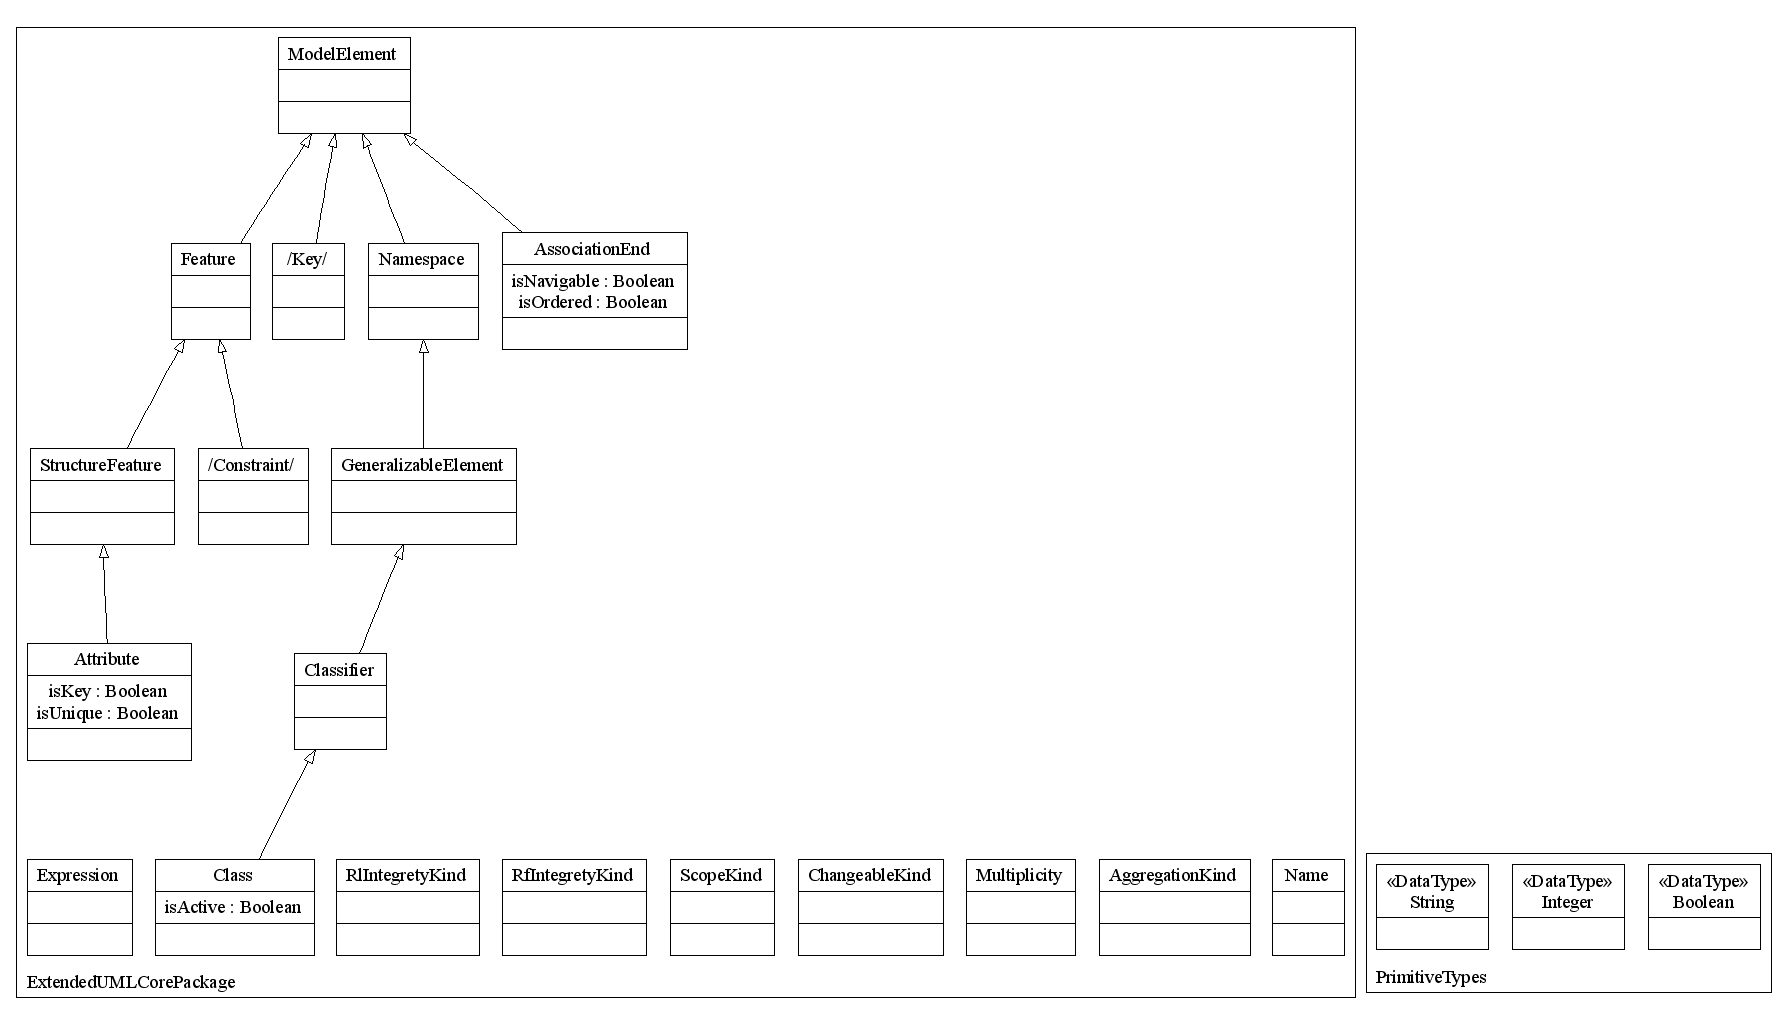 ModelElement
Feature
/Key/
Namespace
AssociationEnd
isNavigable : Boolean
isOrdered : Boolean
StructureFeature
/Constraint/
GeneralizableElement
Attribute
isKey : Boolean
isUnique : Boolean
Classifier
Expression
Class
isActive : Boolean
RlIntegretyKind
RfIntegretyKind
ScopeKind
ChangeableKind
Multiplicity
AggregationKind
Name
ExtendedUMLCorePackage
«DataType»
String
«DataType»
Integer
«DataType»
Boolean
PrimitiveTypes